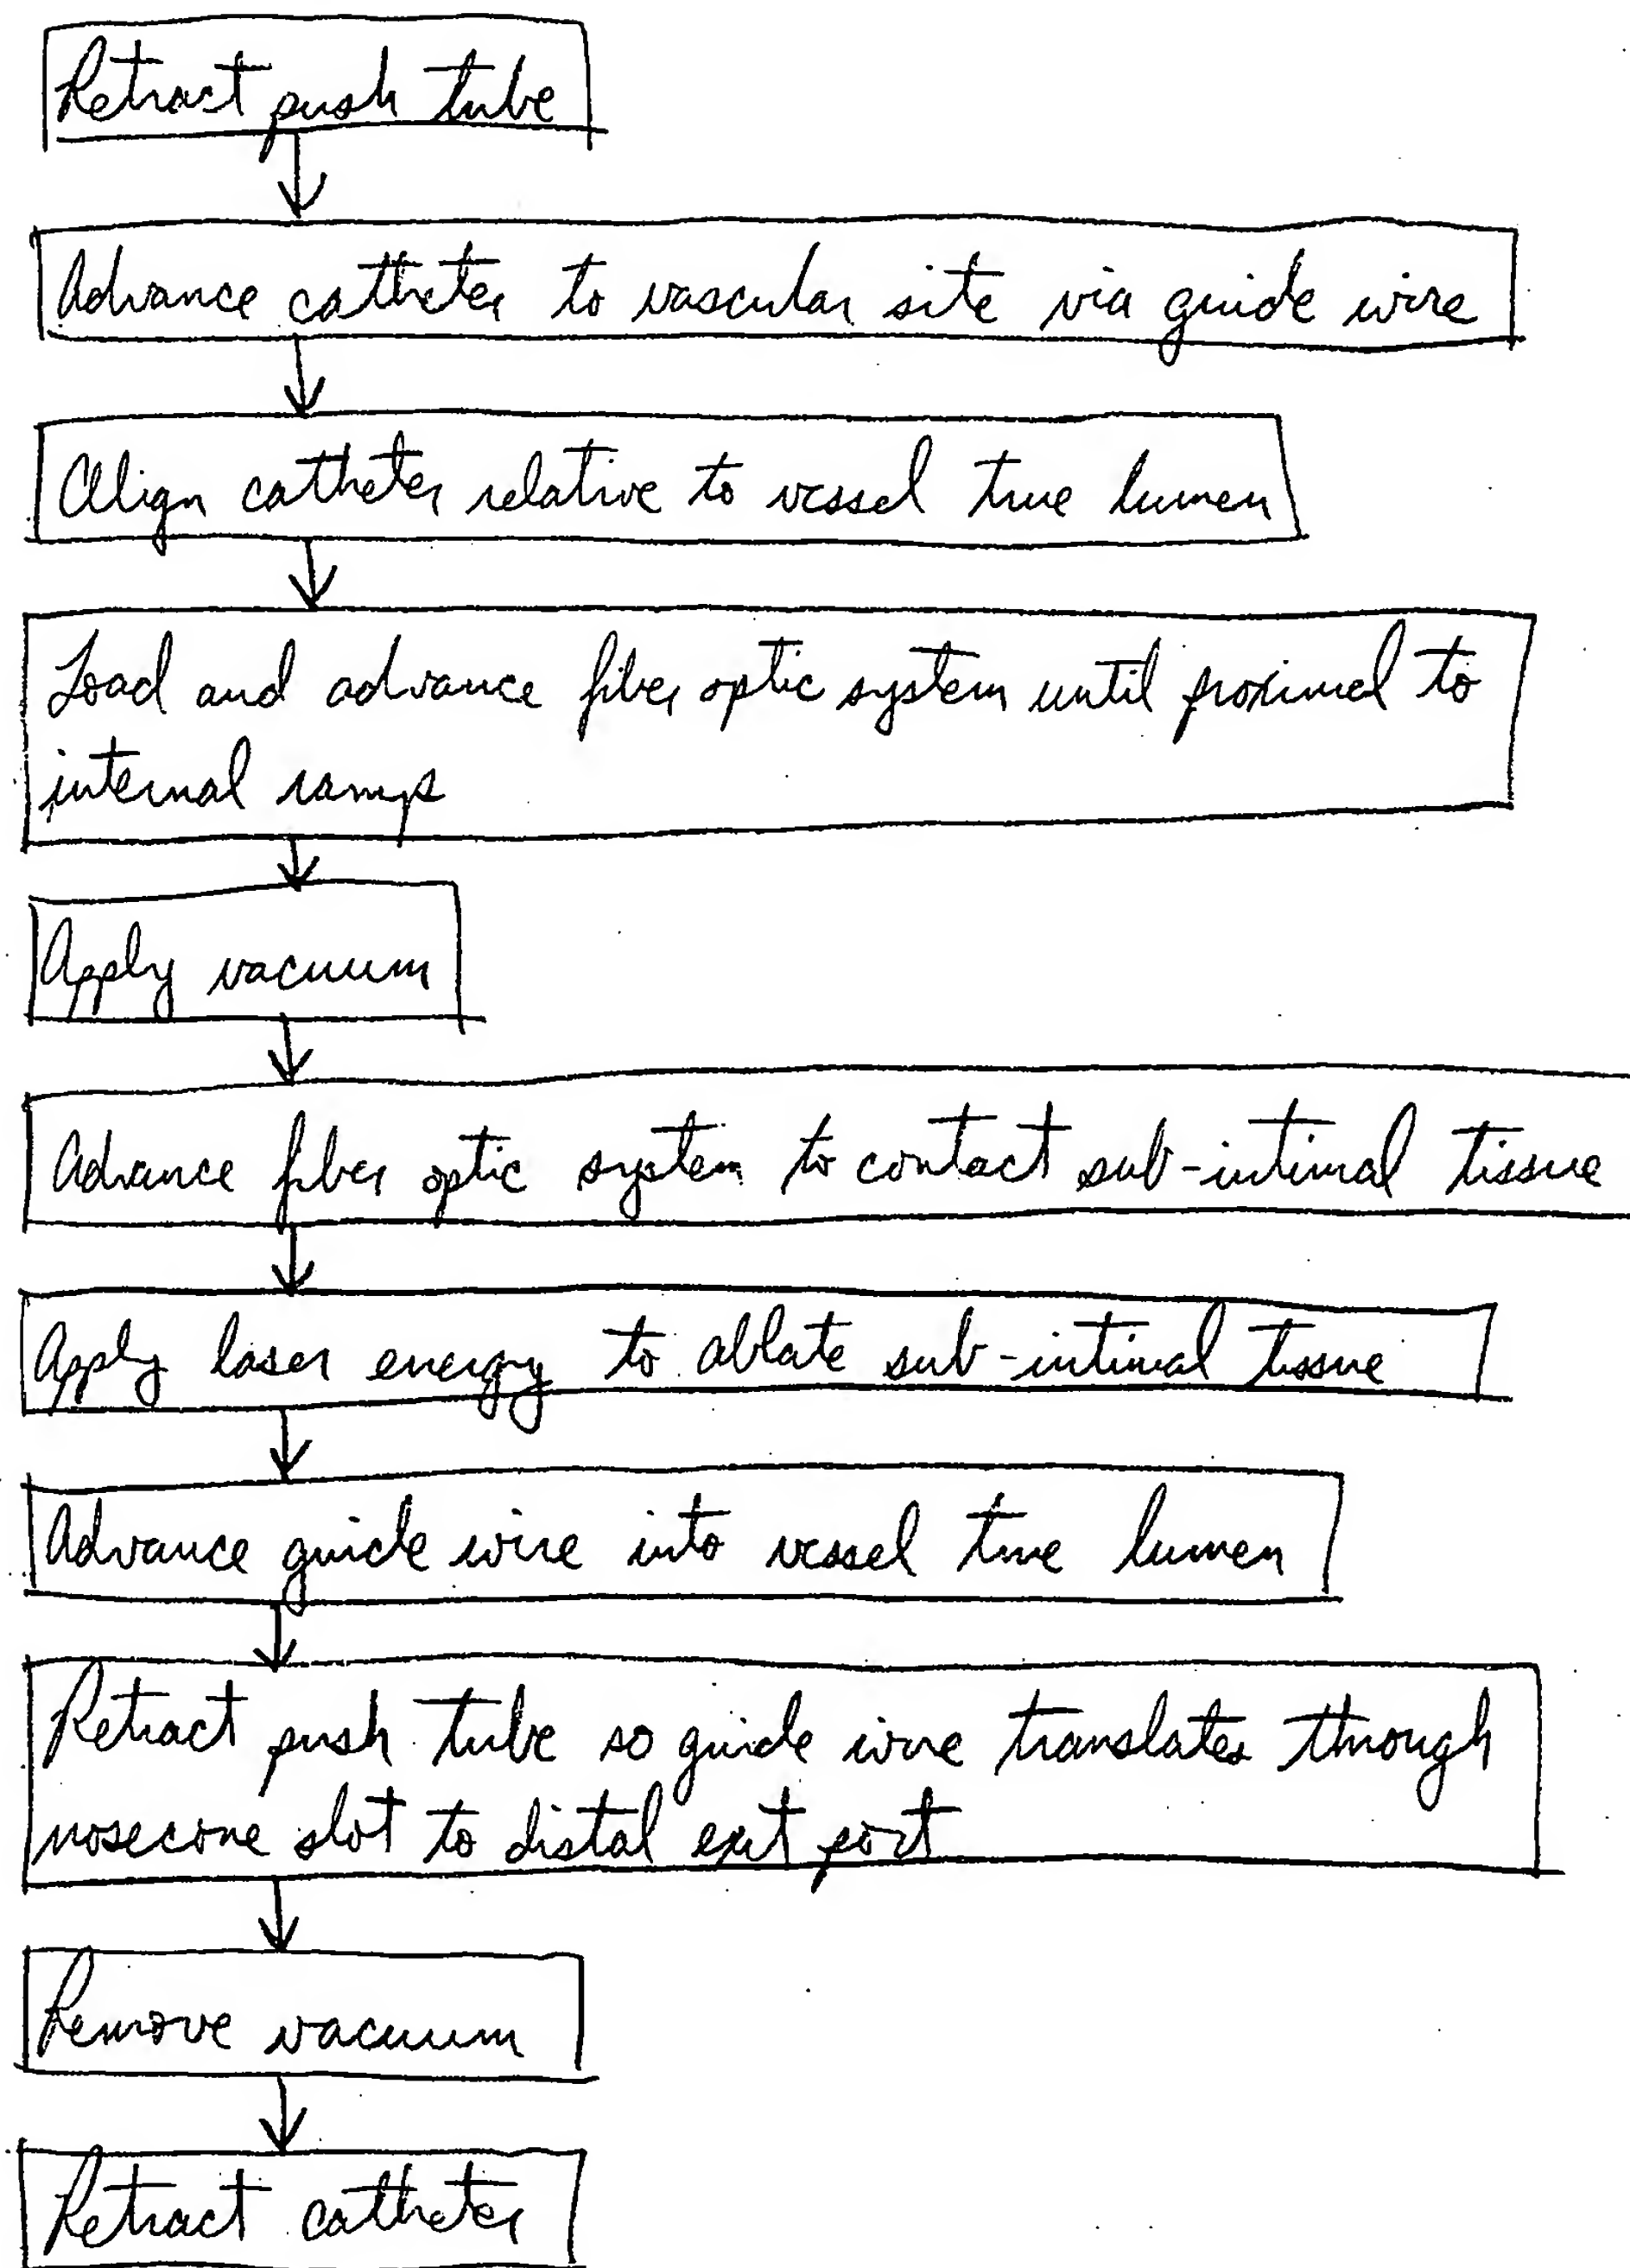 Retract push tube
Advance catheter to vascular site via guide wire
Align catheter relative to vessel true lumen
Load and advance fiber optic system until proximal to
internal ramp
Apply vacuum
Advance fiber optic system to contact sub-intimal tissue
Apply laser energy to ablate sub-intimal tissue
Advance guide wire into vessel true lumen
Retract push tube so guide wire translates through
nosecone slot to distal exit port
Remove vacuum
Retract catheter